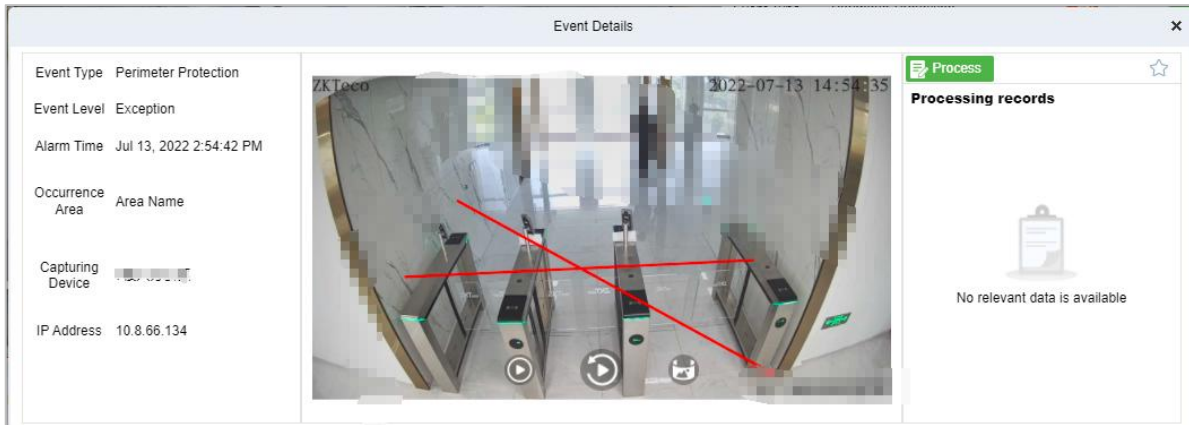 Event Details
×
Event Type Perimeter Protection
Event Level Exception
Alarm Time Jul 13, 2022 2:54:42 PM
Occurrence
Area
Area Name
Capturing
Device
IP Address 10.8.66.134
ZKTeco
2022-07-13 14:54:35
Process
Processing records
No relevant data is available